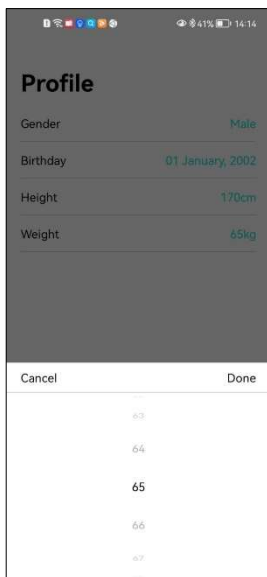 41% 14:14
Profile
Gender Male
Birthday 01 January, 2002
Height 170cm
Weight 65kg
Cancel Done
63
64
65
66
67